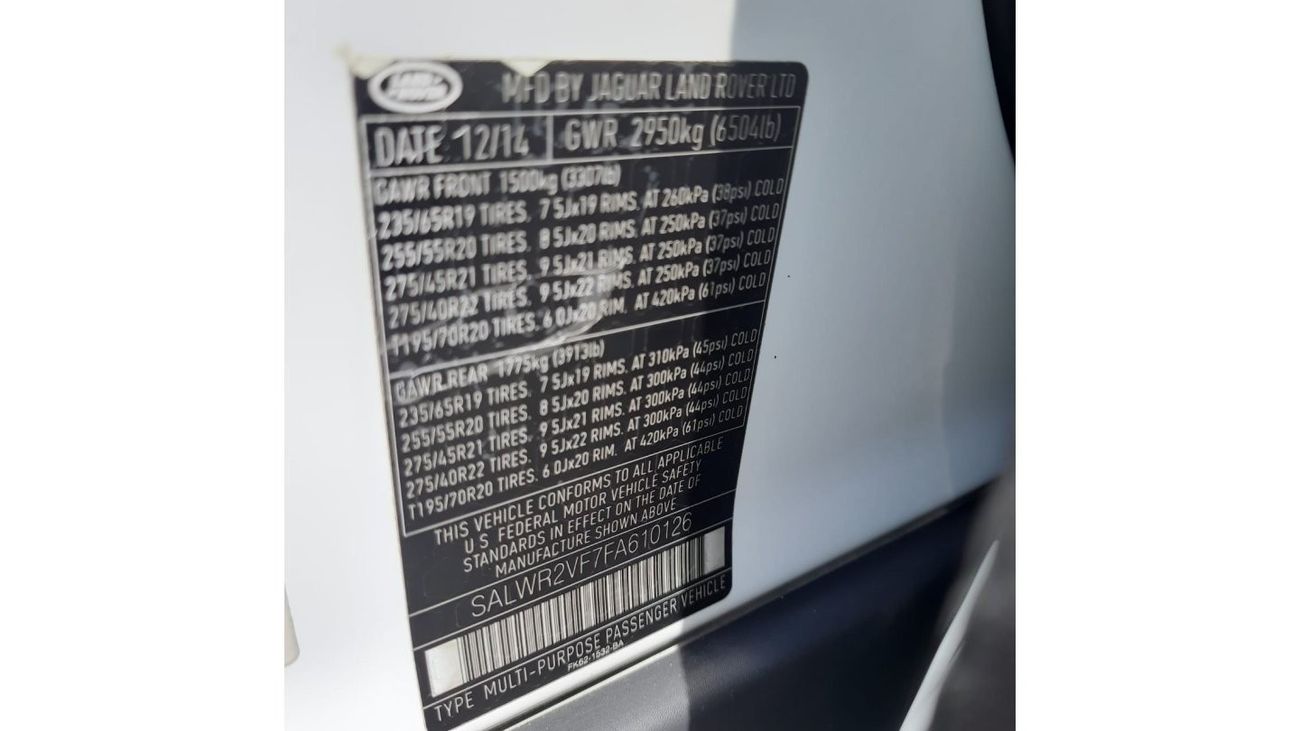 LAND ROVER
MFD BY JAGUAR LAND ROVER LTD
DATE 12/14 GWR 2950kg (6504lb)
GAWR FRONT 1500kg (3307lb)
235/65R19 TIRES. 7 5Jx19 RIMS. AT 260kPa (38psi) COLD
255/55R20 TIRES. 8 5Jx20 RIMS. AT 250kPa (37psi) COLD
275/45R21 TIRES. 9 5Jx21 RIMS. AT 250kPa (37psi) COLD
275/40R22 TIRES. 9 5Jx22 RIMS. AT 250kPa (37psi) COLD
T195/70R20 TIRES. 6 0Jx20 RIM. AT 420kPa (61psi) COLD
GAWR.REAR 1775kg (3913lb)
235/65R19 TIRES. 7 5Jx19 RIMS. AT 310kPa (45psi) COLD
255/55R20 TIRES. 8 5Jx20 RIMS. AT 300kPa (44psi) COLD
275/45R21 TIRES. 9 5Jx21 RIMS. AT 300kPa (44psi) COLD
275/40R22 TIRES. 9 5Jx22 RIMS. AT 300kPa (44psi) COLD
T195/70R20 TIRES. 6 0Jx20 RIM. AT 420kPa (61psi) COLD
THIS VEHICLE CONFORMS TO ALL APPLICABLE
U S FEDERAL MOTOR VEHICLE SAFETY
STANDARDS IN EFFECT ON THE DATE OF
MANUFACTURE SHOWN ABOVE
SALWR2VF7FA610126
TYPE MULTI-PURPOSE PASSENGER VEHICLE
FK62-1532-BA